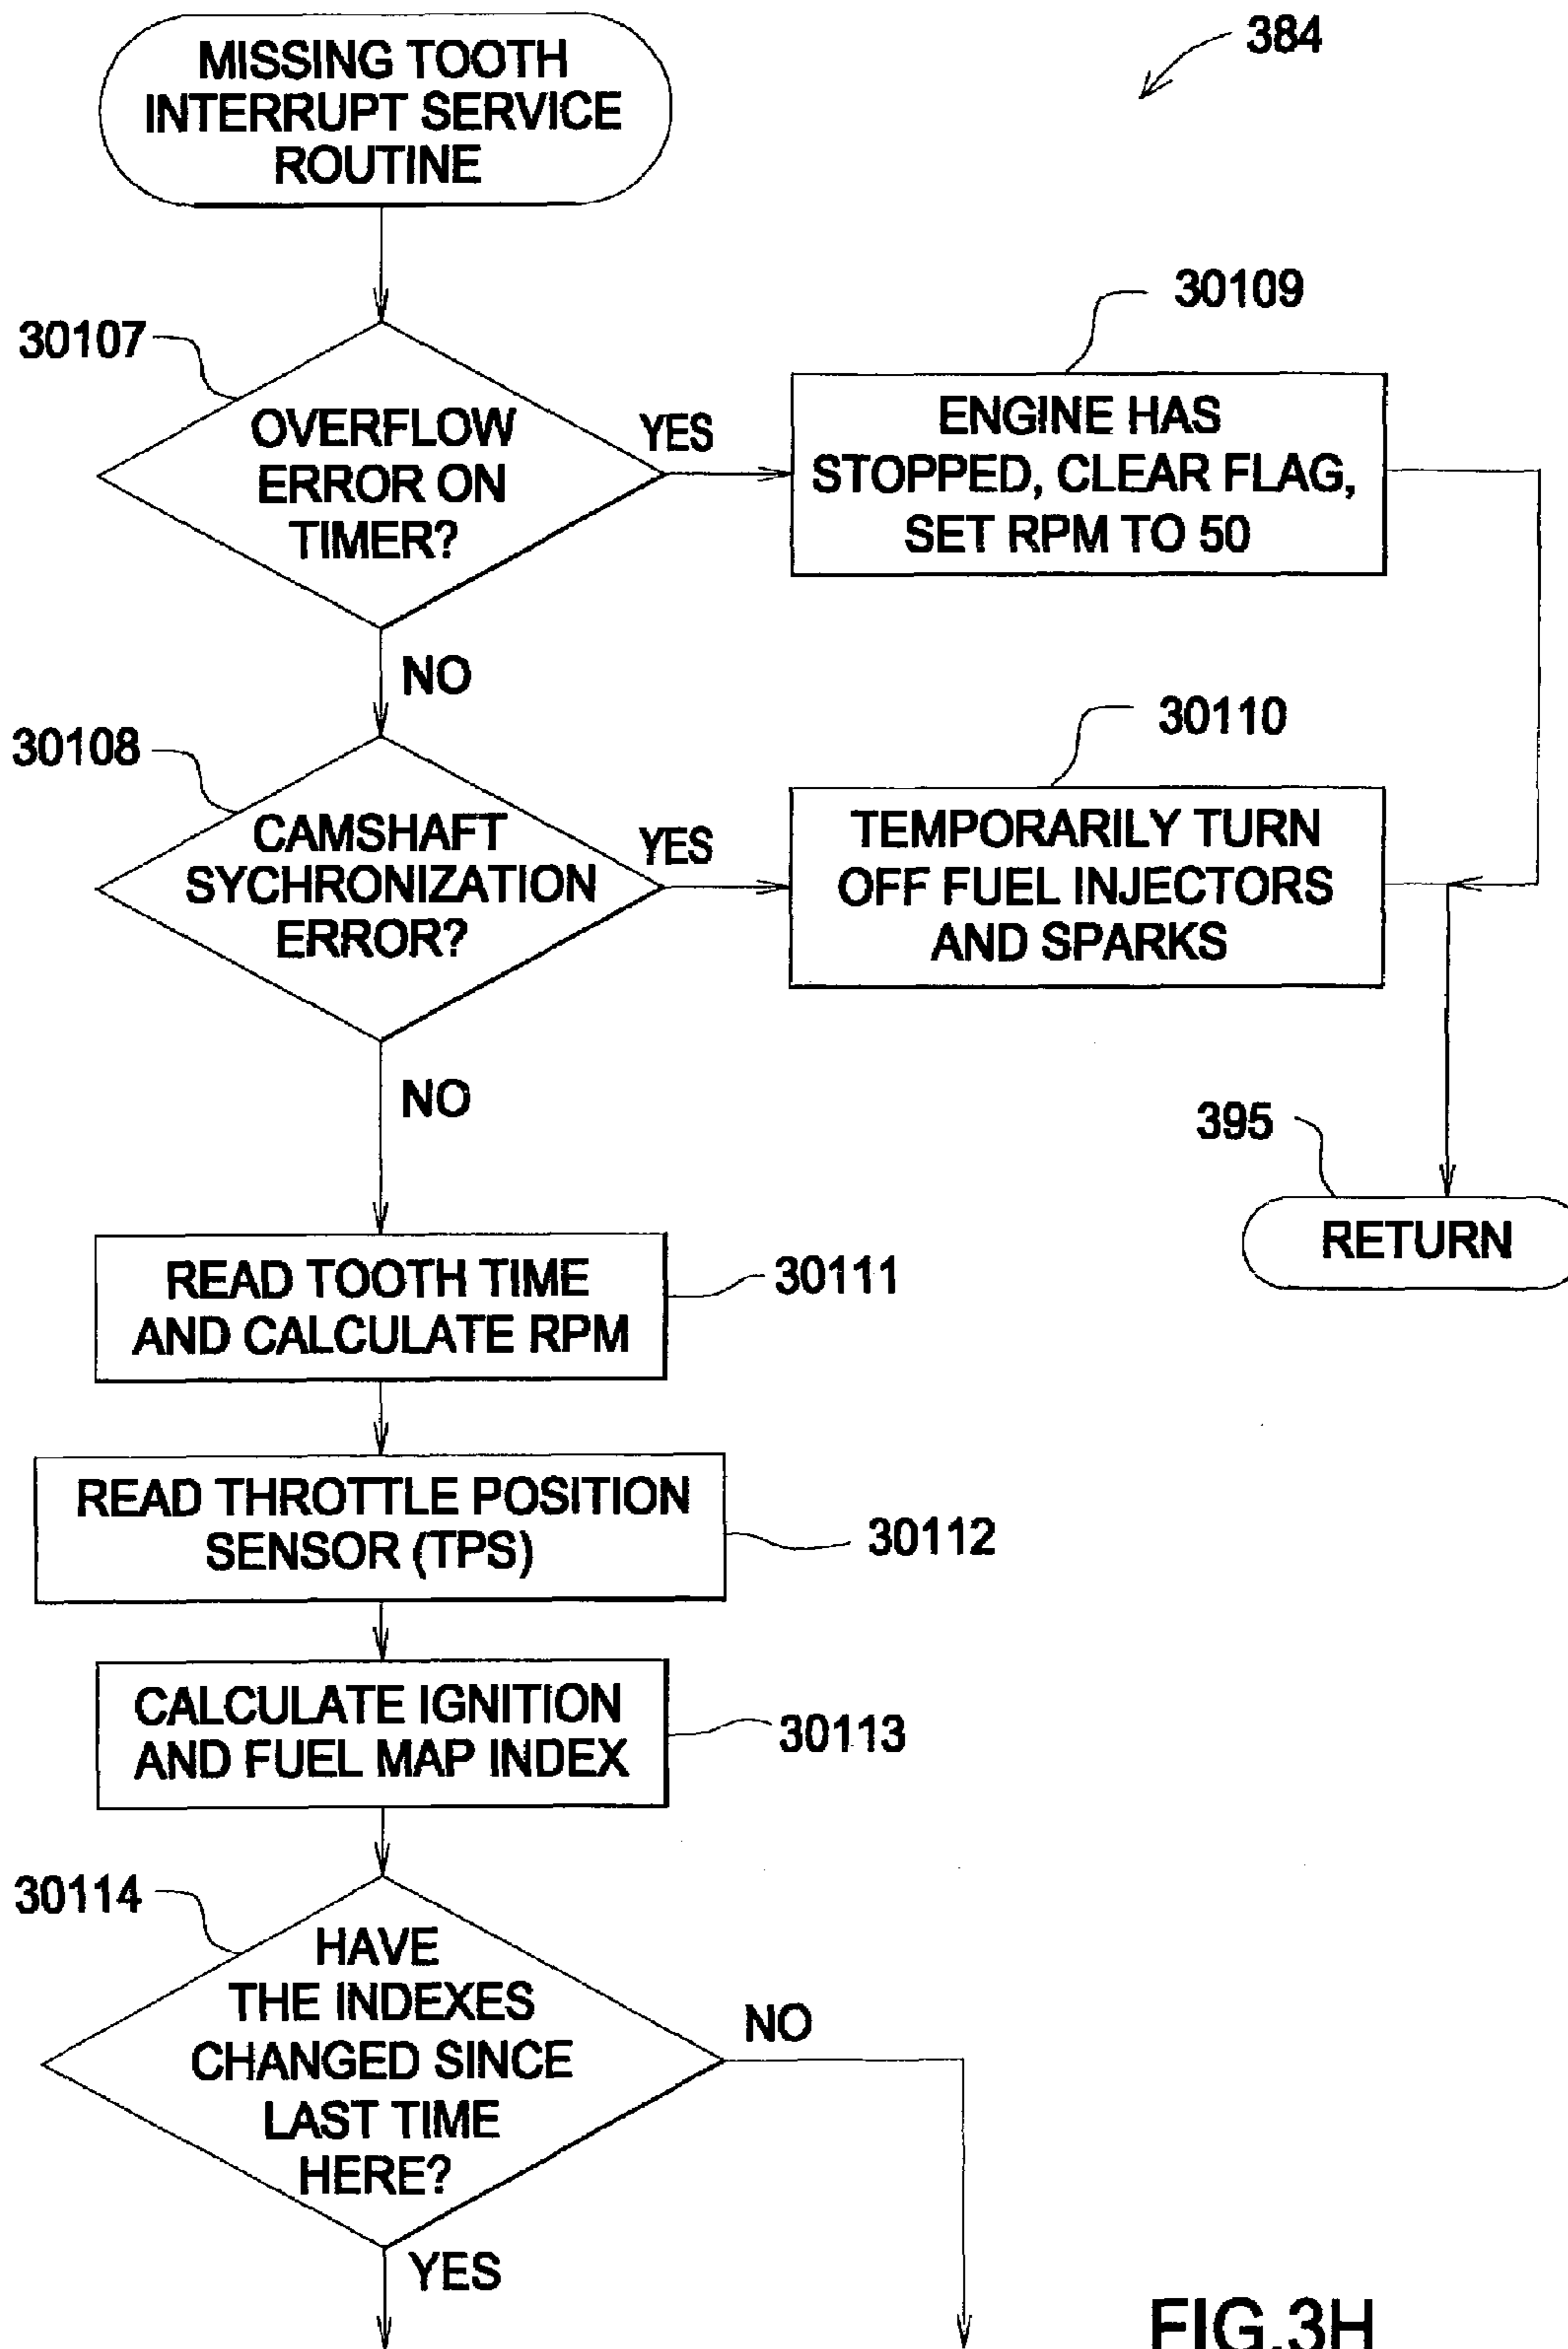 MISSING TOOTH
INTERRUPT SERVICE
ROUTINE
384
30107
OVERFLOW
ERROR ON
TIMER?
YES
30109
ENGINE HAS
STOPPED, CLEAR FLAG,
SET RPM TO 50
NO
30108
CAMSHAFT
SYCHRONIZATION
ERROR?
YES
30110
TEMPORARILY TURN
OFF FUEL INJECTORS
AND SPARKS
NO
395
RETURN
READ TOOTH TIME
AND CALCULATE RPM
30111
READ THROTTLE POSITION
SENSOR (TPS)
30112
CALCULATE IGNITION
AND FUEL MAP INDEX
30113
30114
HAVE
THE INDEXES
CHANGED SINCE
LAST TIME
HERE?
NO
YES
FIG.3H